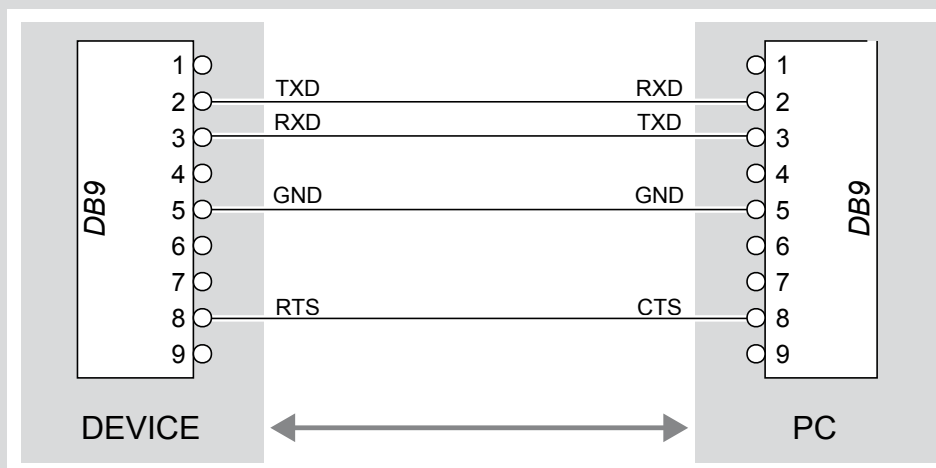 1 1
TXD RXD
2 2
RXD TXD
3 3
4 4
DB9 DB9
GND GND
5 5
6 6
7 7
RTS CTS
8 8
9 9
DEVICE PC